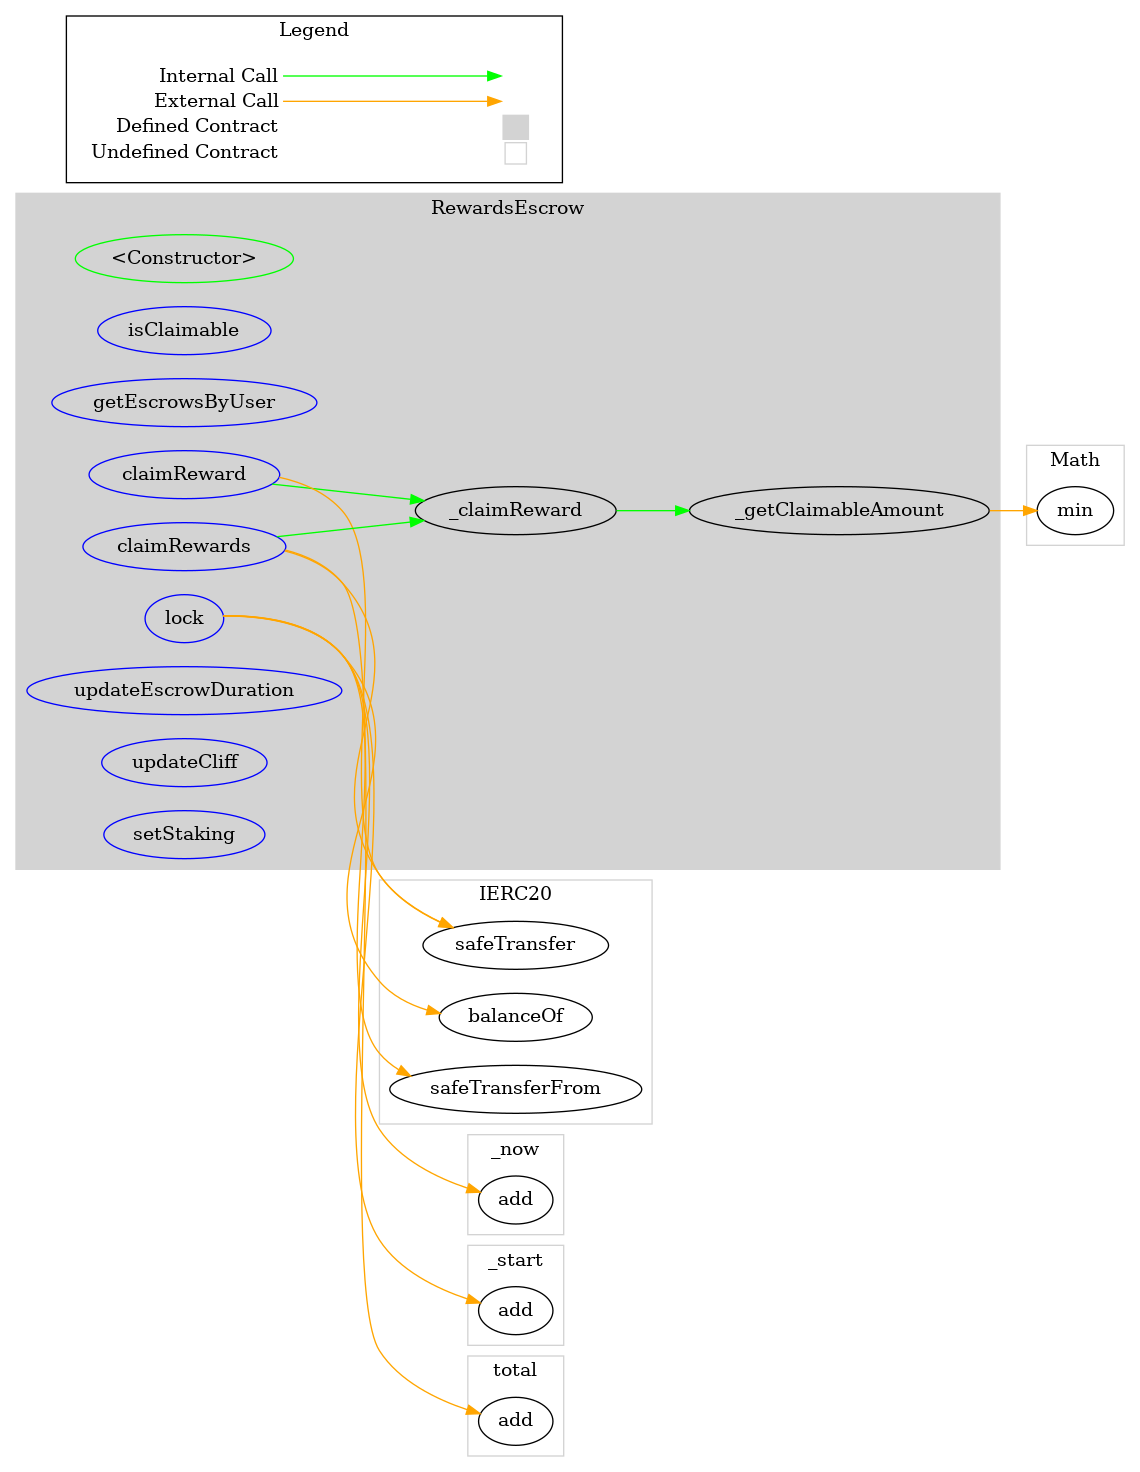 Legend
Internal Call
External Call
Defined Contract
Undefined Contract
RewardsEscrow
<Constructor>
isClaimable
getEscrowsByUser
claimReward
claimRewards
lock
updateEscrowDuration
updateCliff
setStaking
_claimReward
_getClaimableAmount
Math
min
IERC20
safeTransfer
balanceOf
safeTransferFrom
_now
add
_start
add
total
add